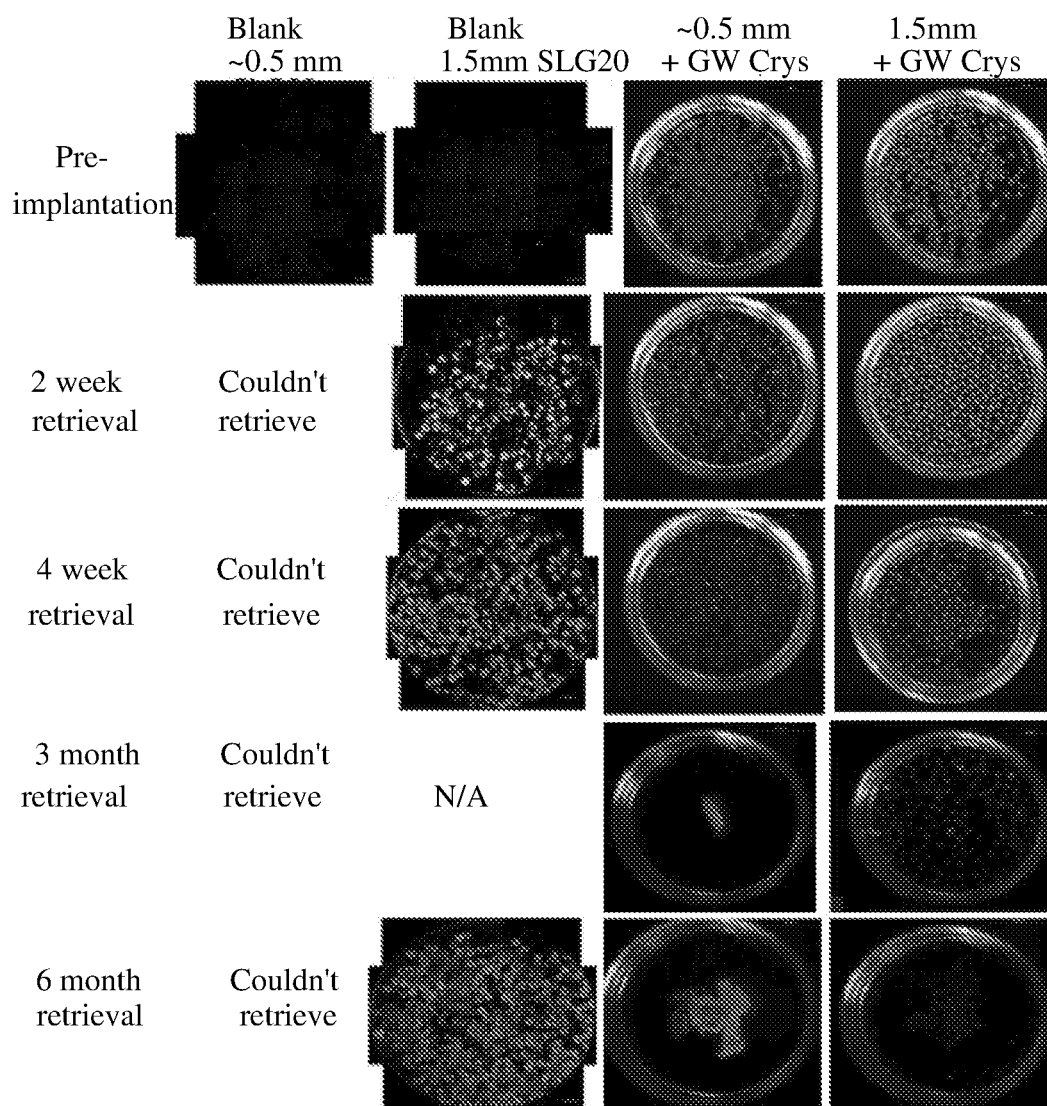 Blank Blank ~0.5 mm 1.5mm
~0.5 mm 1.5mm SLG20 + GW Crys + GW Crys
Pre-
implantation
2 week Couldn't
retrieval retrieve
4 week Couldn't
retrieval retrieve
3 month Couldn't
retrieval retrieve N/A
6 month Couldn't
retrieval retrieve